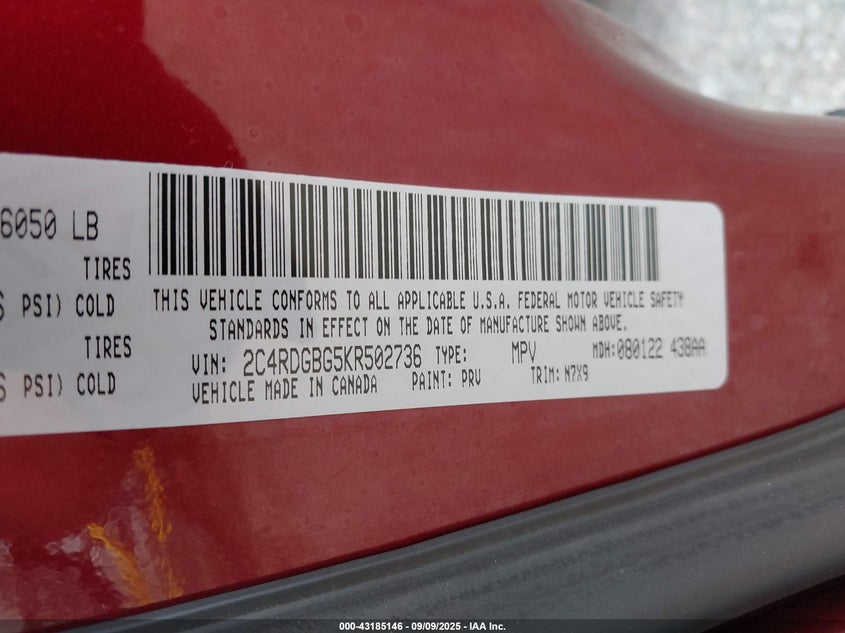 6050 LB
TIRES
PSI) COLD
TIRES
PSI) COLD
THIS VEHICLE CONFORMS TO ALL APPLICABLE U.S.A. FEDERAL MOTOR VEHICLE SAFETY
STANDARDS IN EFFECT ON THE DATE OF MANUFACTURE SHOWN ABOVE.
VIN: 2C4RDGBG5KR502736 TYPE: MPV MDH: 080122 438AA
VEHICLE MADE IN CANADA PAINT: PRV TRIM: N7X9
000-43185146 - 09/09/2025 - IAA Inc.